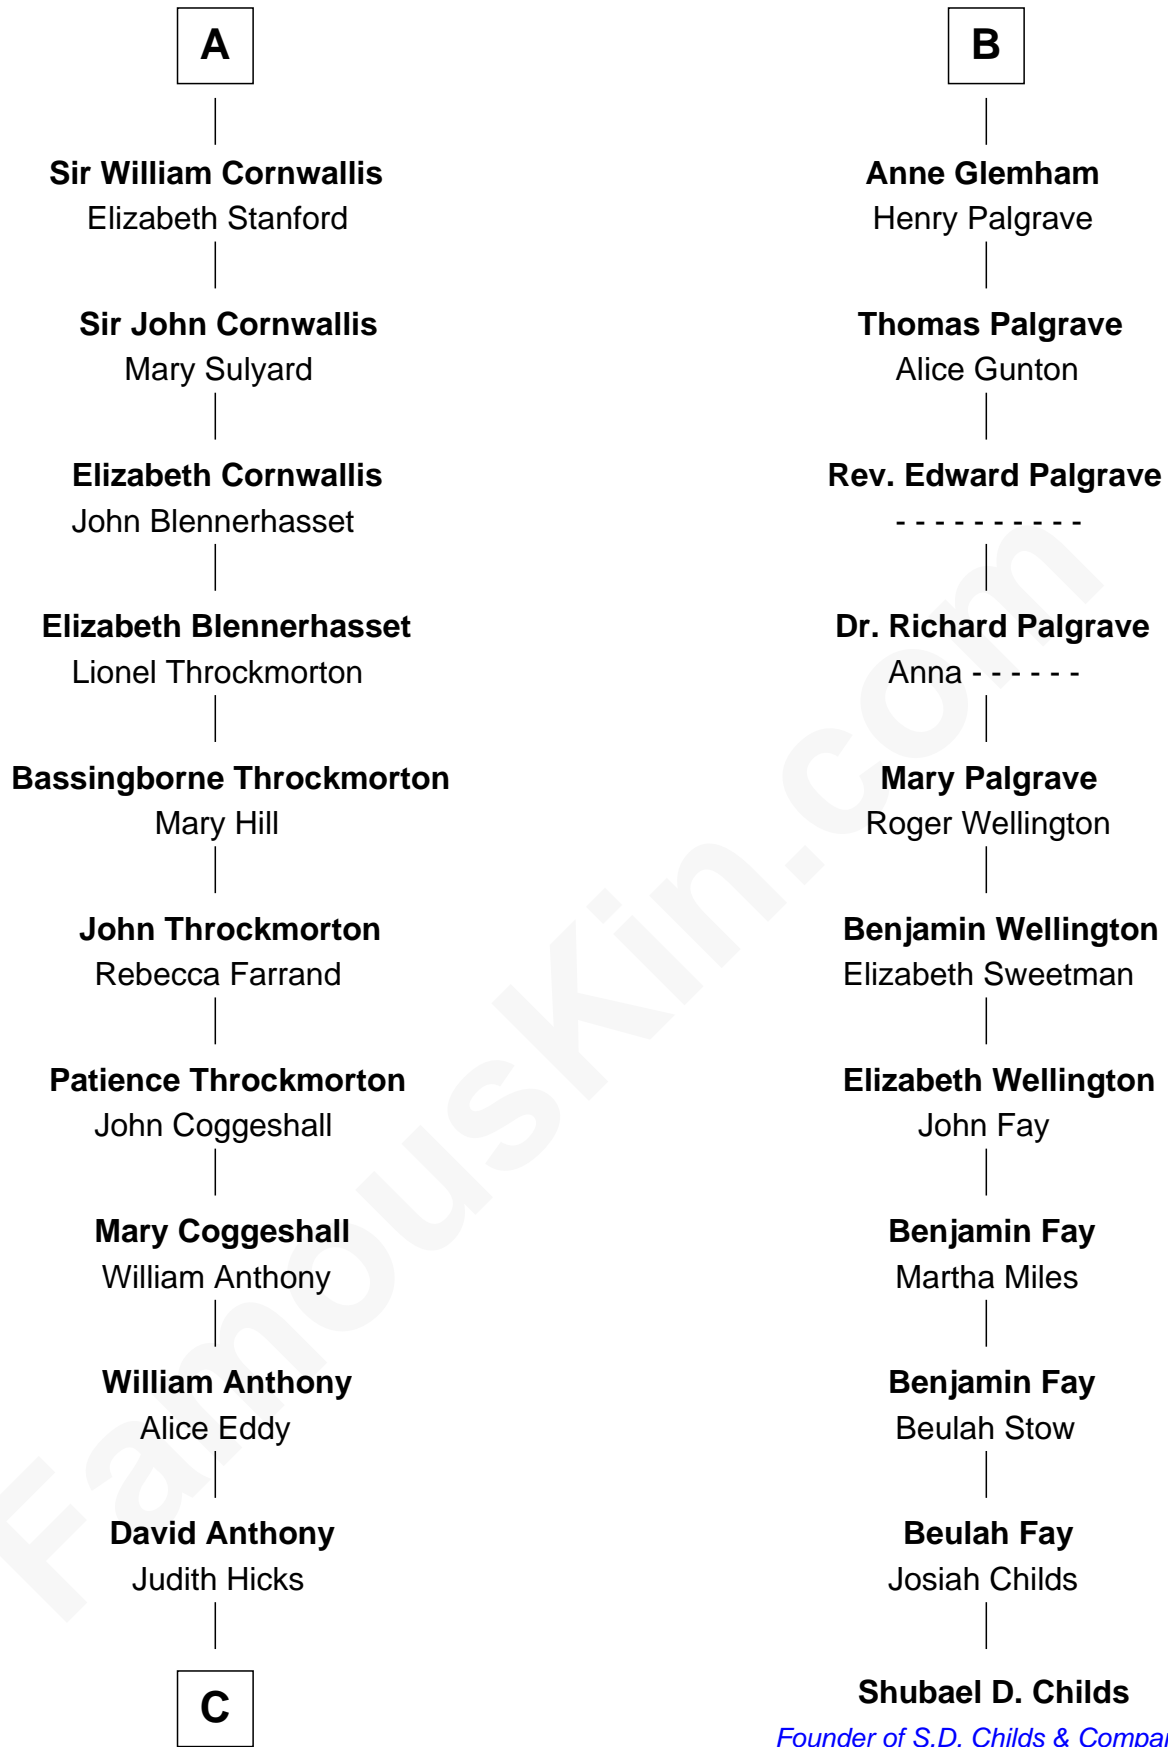 A
Sir William Cornwallis
Elizabeth Stanford
Sir John Cornwallis
Mary Sulyard
Elizabeth Cornwallis
John Blennerhasset
Elizabeth Blennerhasset
Lionel Throckmorton
Bassingborne Throckmorton
Mary Hill
John Throckmorton
Rebecca Farrand
Patience Throckmorton
John Coggeshall
Mary Coggeshall
William Anthony
William Anthony
Alice Eddy
David Anthony
Judith Hicks
C
B
Anne Glemham
Henry Palgrave
Thomas Palgrave
Alice Gunton
Rev. Edward Palgrave
- - - - - - - - - -
Dr. Richard Palgrave
Anna - - - - - -
Mary Palgrave
Roger Wellington
Benjamin Wellington
Elizabeth Sweetman
Elizabeth Wellington
John Fay
Benjamin Fay
Martha Miles
Benjamin Fay
Beulah Stow
Beulah Fay
Josiah Childs
Shubael D. Childs
Founder of S.D. Childs &
FamousKin.com